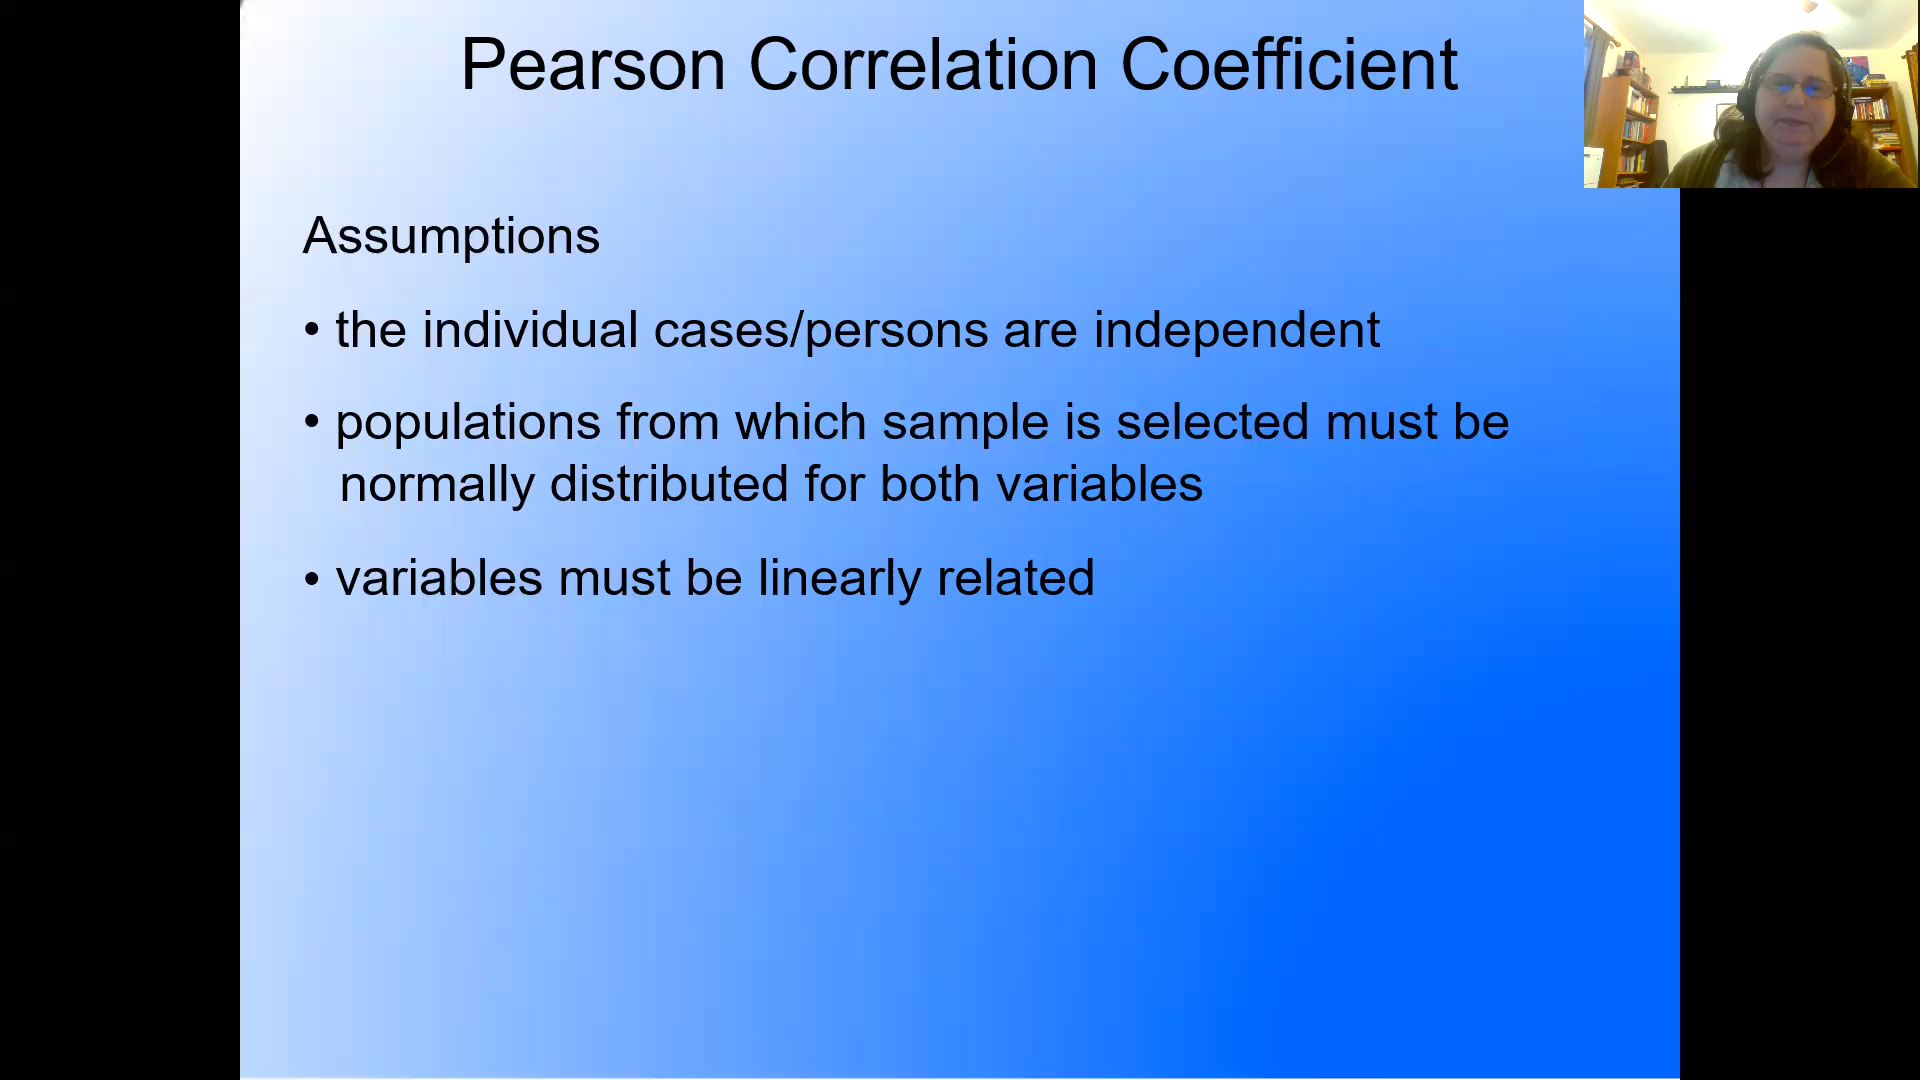 Pearson Correlation Coefficient
Assumptions
• the individual cases/persons are independent
• populations from which sample is selected must be
normally distributed for both variables
• variables must be linearly related